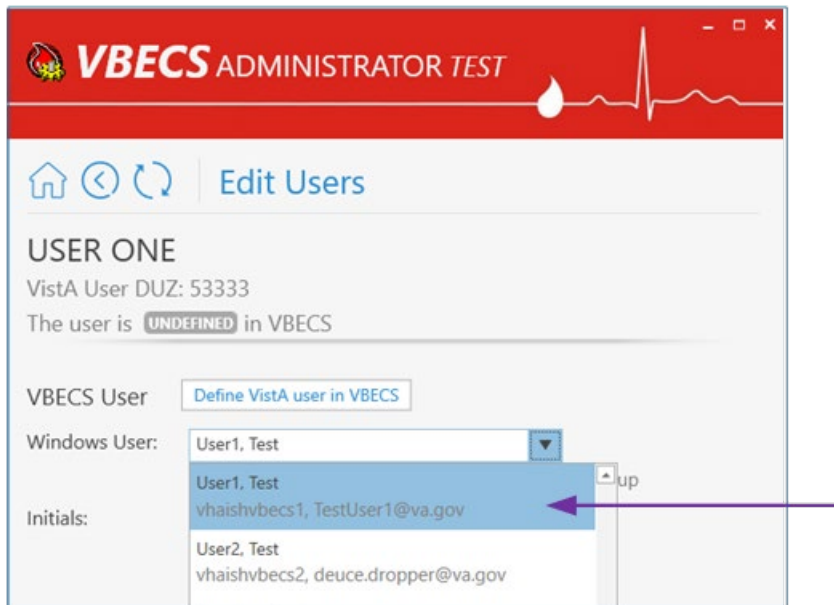 VBECS ADMINISTRATOR TEST
Edit Users
USER ONE
VistA User DUZ: 53333
The user is UNDEFINED in VBECS
VBECS User Define VistA user in VBECS
Windows User: User1, Test
User1, Test
up
vhaishvbecs1, TestUser1@va.gov
Initials:
User2, Test
vhaishvbecs2, deuce.dropper@va.gov